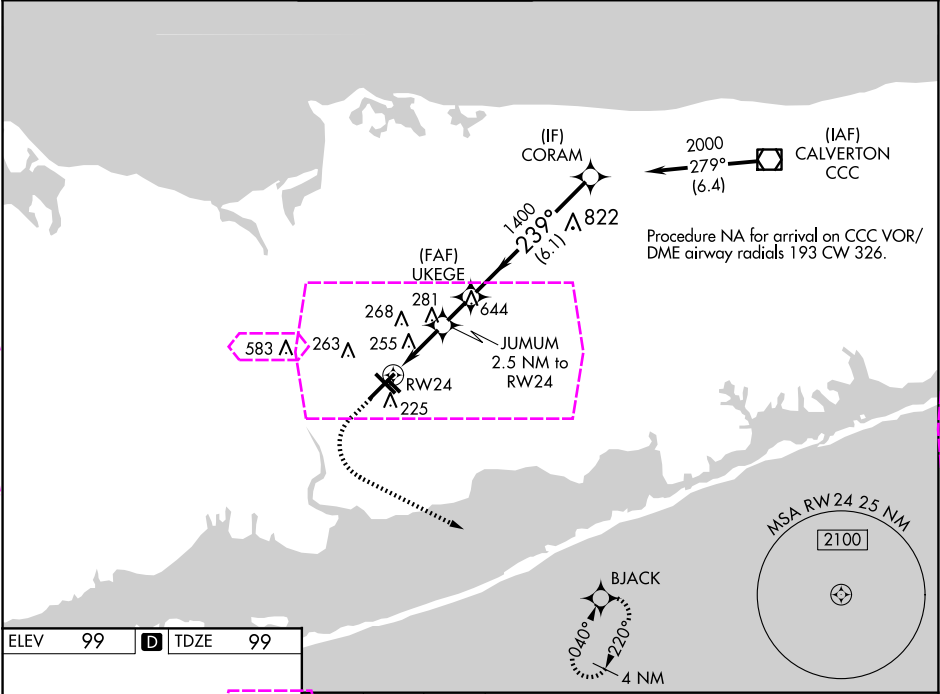 (IF)
CORAM
2000
279°
(6.4)
(IAF)
CALVERTON
CCC
1400
239°
(6.1)
822
Procedure NA for arrival on CCC VOR/
DME airway radials 193 CW 326.
(FAF)
UKEGE
268
281
644
583
263
255
JUMUM
2.5 NM to
RW24
RW24
225
MSA RW24 25 NM
2100
BJACK
040°
220°
4 NM
ELEV 99 D TDZE 99